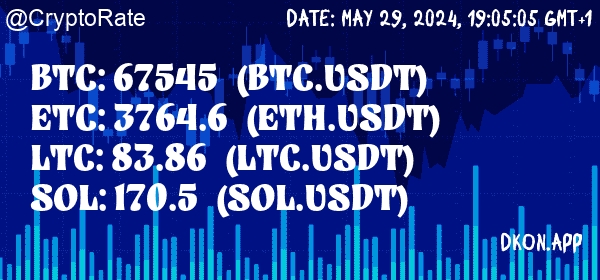 @CryptoRate
DATE: MAY 29, 2024, 19:05:05 GMT+1
BTC: 67545 (BTC.USDT)
ETC: 3764.6 (ETH.USDT)
LTC: 83.86 (LTC.USDT)
SOL: 170.5 (SOL.USDT)
DKON.APP